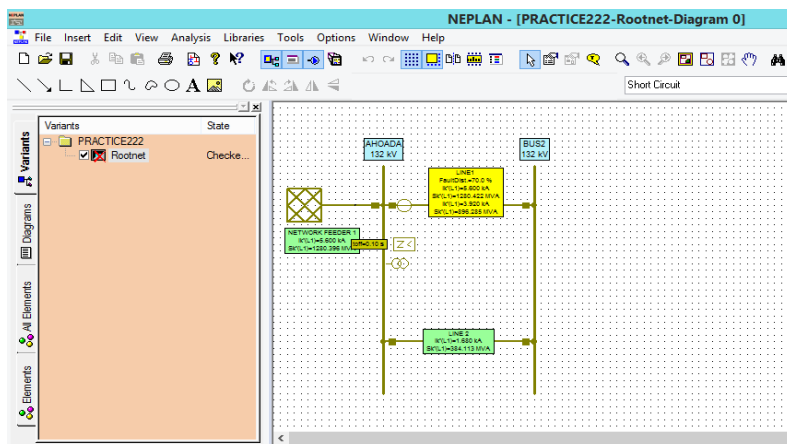 NEPLAN - [PRACTICE222-Rootnet-Diagram 0]
File Insert Edit View Analysis Libraries Tools Options Window Help
Short Circuit
Variants State
PRACTICE222
Rootnet Checke...
Variants
Diagrams
All Elements
Elements
AHOADA
132 kV
BUS2
132 kV
LINE1
FaultDist.=70.0 %
Ik"(L1)=5.600 kA
Sk"(L1)=1280.422 MVA
Ik"(L1)=3.920 kA
Sk"(L1)=896.285 MVA
NETWORK FEEDER 1
Ik"(L1)=5.600 kA
Sk"(L1)=1280.396 MV
toff=0.10 s
Z <
LINE 2
Ik"(L1)=1.680 kA
Sk"(L1)=384.113 MVA